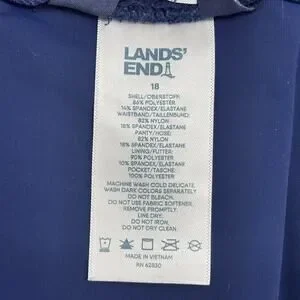 LANDS'
END
18
SHELL/OBERSTOFF:
86% POLYESTER
14% SPANDEX/ELASTANE
WAISTBAND/TAILLENBUND:
82% NYLON
18% SPANDEX/ELASTANE
PANTY/HOSE:
82% NYLON
18% SPANDEX/ELASTANE
LINING/FUTTER:
90% POLYESTER
10% SPANDEX/ELASTANE
POCKET/TASCHE:
100% POLYESTER
MACHINE WASH COLD DELICATE.
WASH DARK COLORS SEPARATELY
DO NOT BLEACH.
DO NOT USE FABRIC SOFTENER.
REMOVE PROMPTLY.
LINE DRY.
DO NOT IRON.
DO NOT DRY CLEAN.
MADE IN VIETNAM
RN 62830